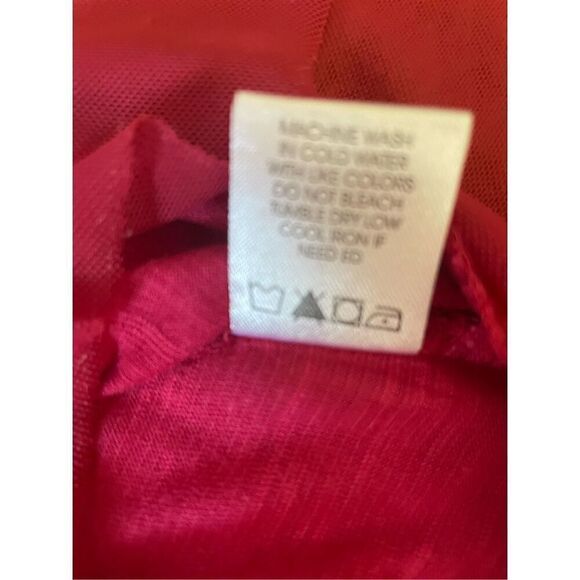 MACHINE WASH
IN COLD WATER
WITH LIKE COLORS
DO NOT BLEACH
TUMBLE DRY LOW
COOL IRON IF
NEED ED